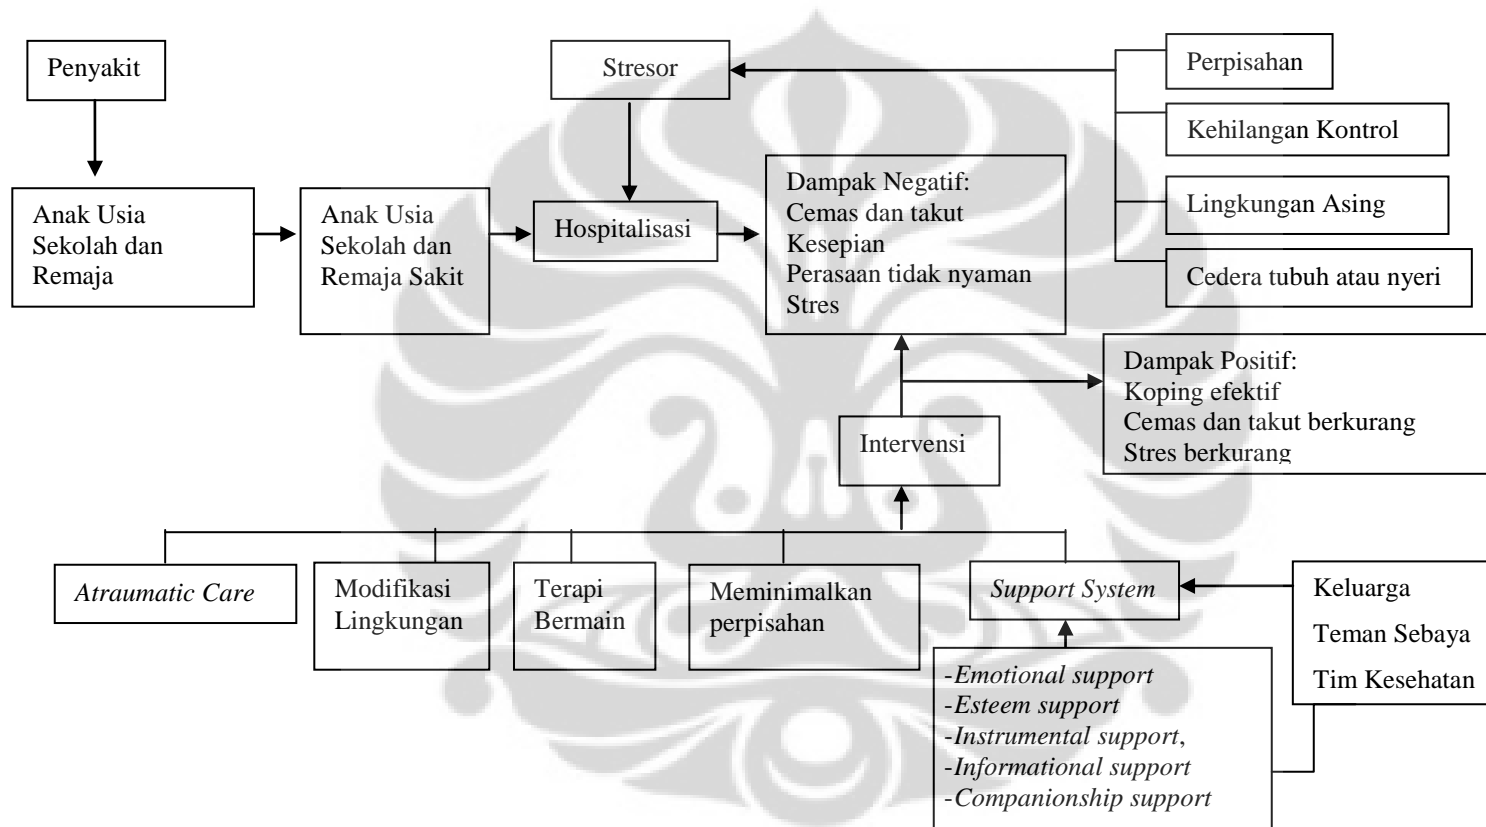 Penyakit
Stresor
Perpisahan
Kehilangan Kontrol
Lingkungan Asing
Cedera tubuh atau nyeri
Anak Usia
Sekolah dan
Remaja
Anak Usia
Sekolah dan
Remaja Sakit
Hospitalisasi
Dampak Negatif:
Cemas dan takut
Kesepian
Perasaan tidak nyaman
Stres
Dampak Positif:
Koping efektif
Cemas dan takut berkurang
Stres berkurang
Intervensi
Atraumatic Care
Modifikasi
Lingkungan
Terapi
Bermain
Meminimalkan
perpisahan
Support System
Keluarga
Teman Sebaya
Tim Kesehatan
-Emotional support
-Esteem support
-Instrumental support,
-Informational support
-Companionship support